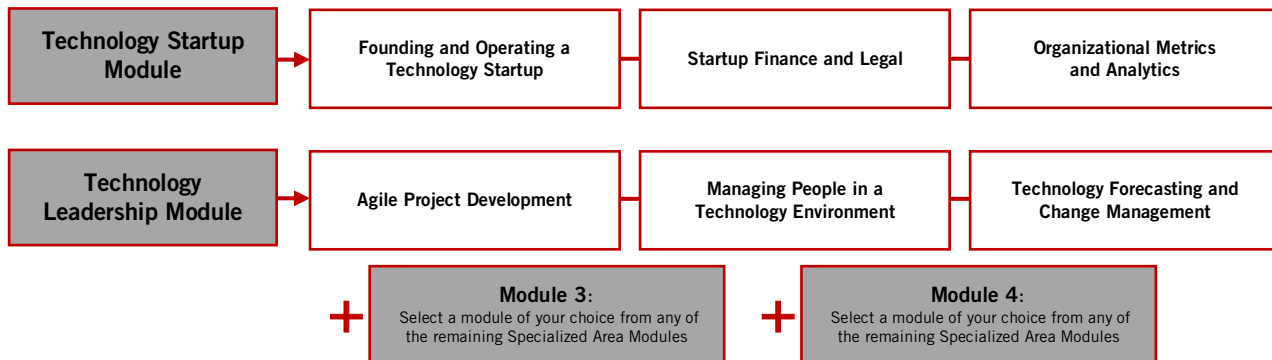 Technology Startup
Module
Founding and Operating a
Technology Startup
Startup Finance and Legal
Organizational Metrics
and Analytics
Technology
Leadership Module
Agile Project Development
Managing People in a
Technology Environment
Technology Forecasting and
Change Management
+
Module 3:
Select a module of your choice from any of
the remaining Specialized Area Modules
+
Module 4:
Select a module of your choice from any of
the remaining Specialized Area Modules